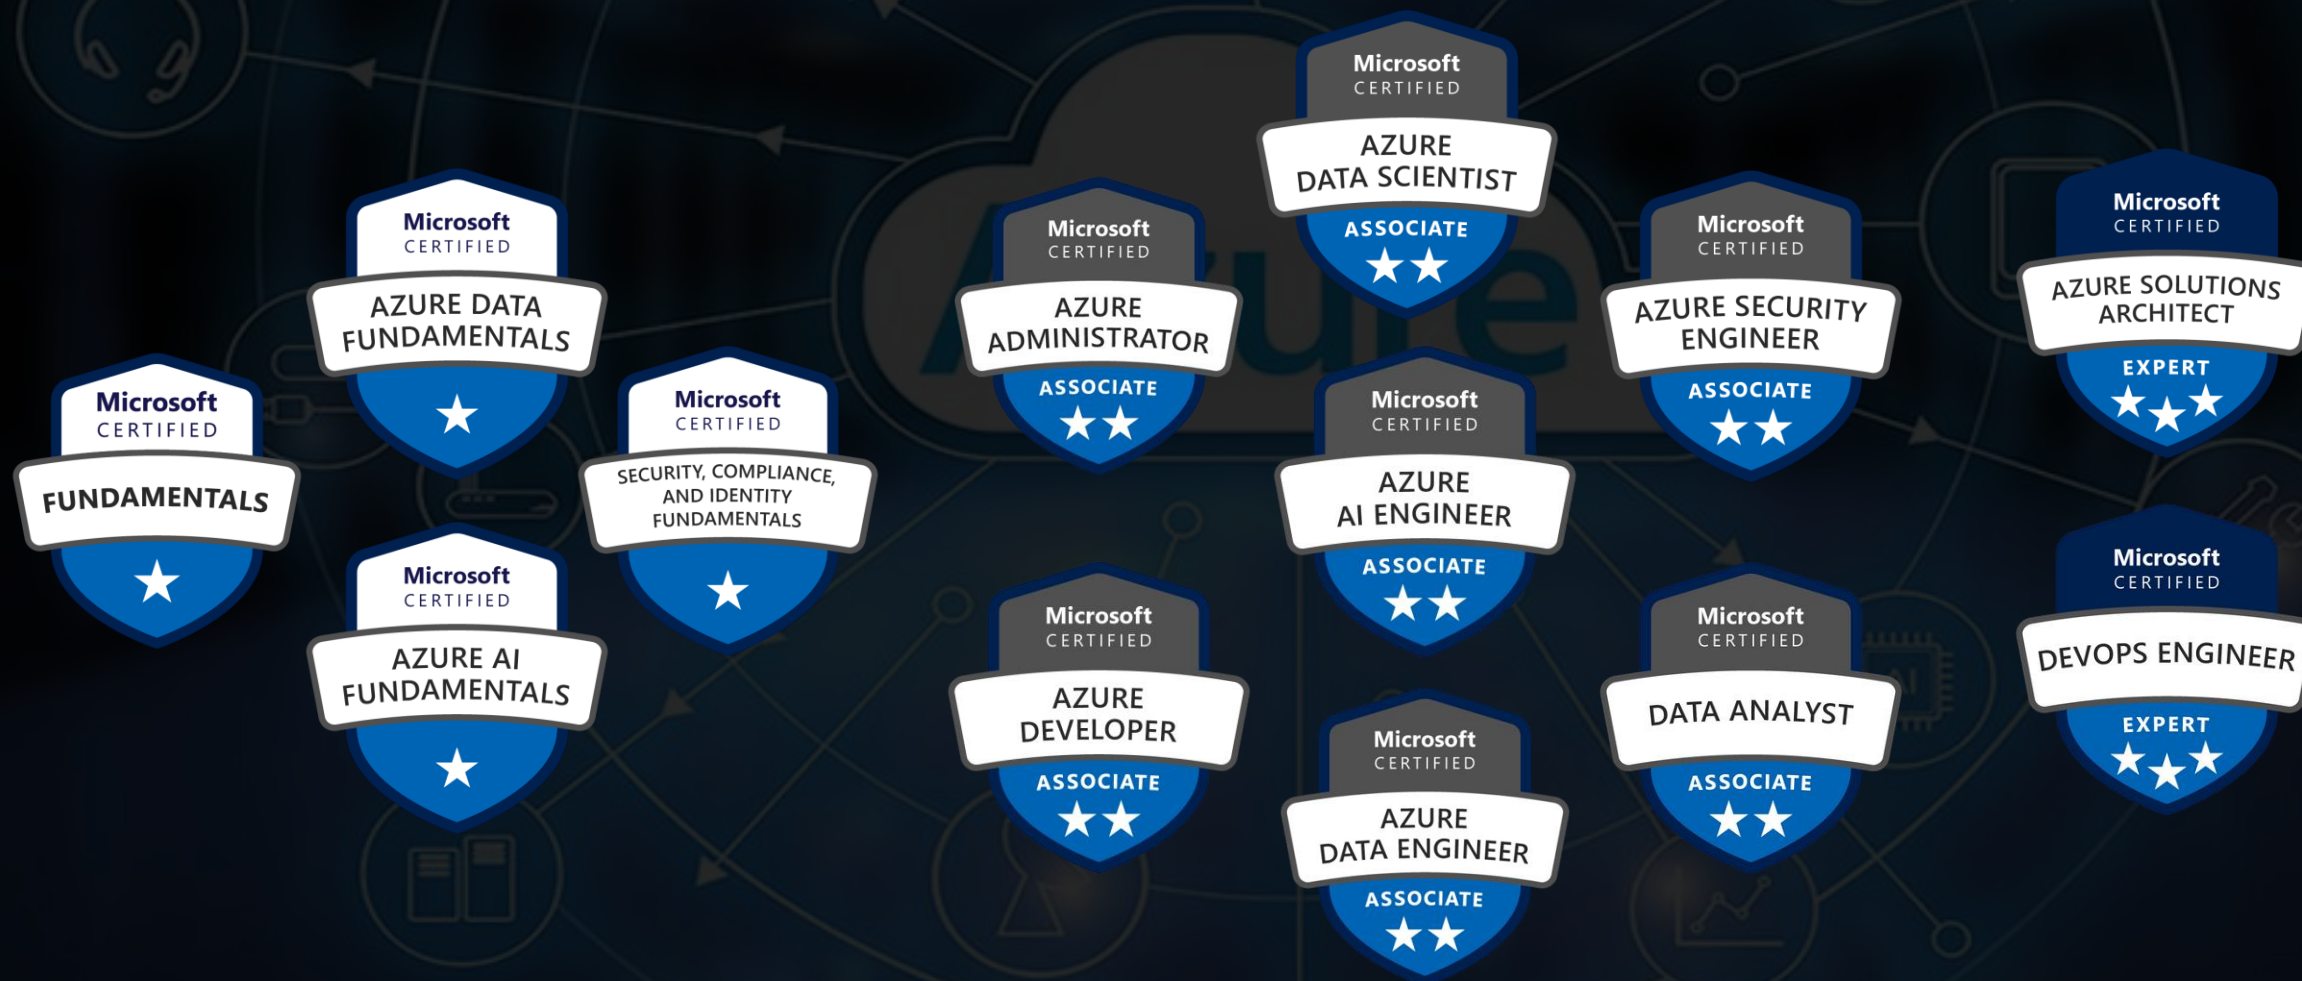 Microsoft
CERTIFIED
FUNDAMENTALS
Microsoft
CERTIFIED
AZURE DATA
FUNDAMENTALS
Microsoft
CERTIFIED
AZURE AI
FUNDAMENTALS
Microsoft
CERTIFIED
SECURITY, COMPLIANCE,
AND IDENTITY
FUNDAMENTALS
Microsoft
CERTIFIED
AZURE
ADMINISTRATOR
ASSOCIATE
Microsoft
CERTIFIED
AZURE
DEVELOPER
ASSOCIATE
Microsoft
CERTIFIED
AZURE
DATA SCIENTIST
ASSOCIATE
Microsoft
CERTIFIED
AZURE
AI ENGINEER
ASSOCIATE
Microsoft
CERTIFIED
AZURE
DATA ENGINEER
ASSOCIATE
Microsoft
CERTIFIED
AZURE SECURITY
ENGINEER
ASSOCIATE
Microsoft
CERTIFIED
DATA ANALYST
ASSOCIATE
Microsoft
CERTIFIED
AZURE SOLUTIONS
ARCHITECT
EXPERT
Microsoft
CERTIFIED
DEVOPS ENGINEER
EXPERT
Azure
AI